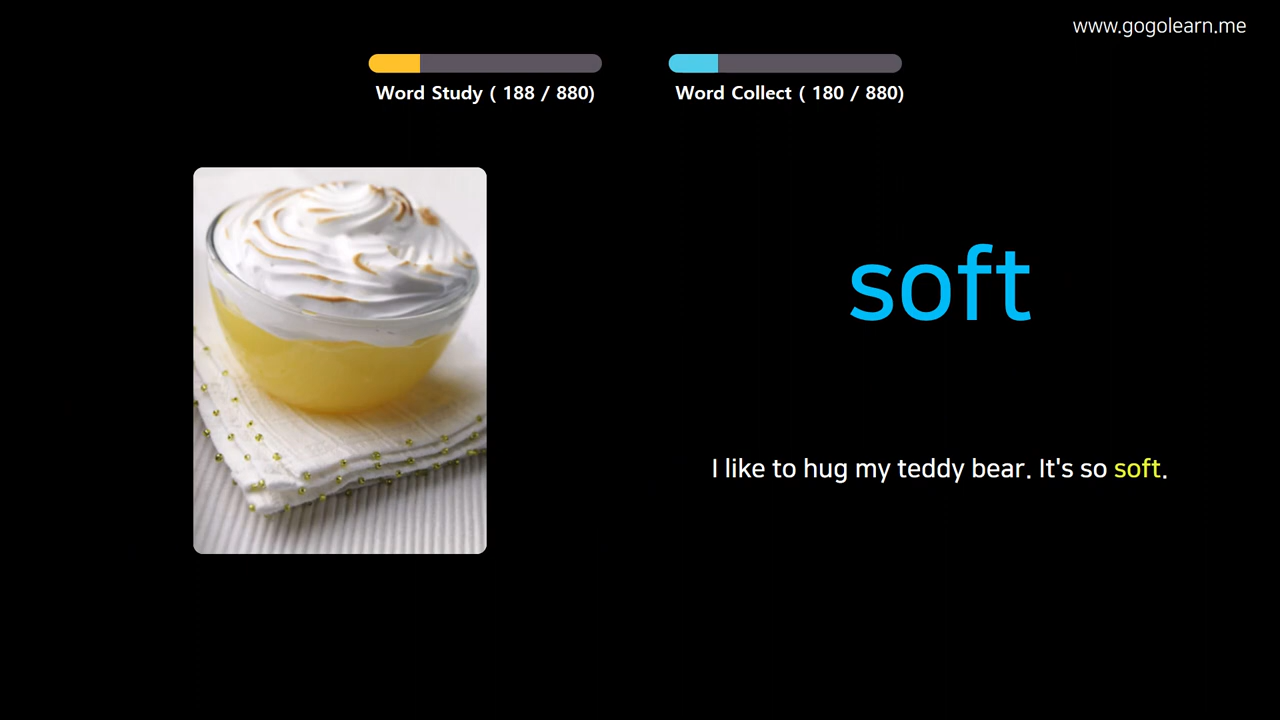 www.gogolearn.me
Word Study ( 188 / 880)
Word Collect ( 180 / 880)
soft
I like to hug my teddy bear. It's so soft.